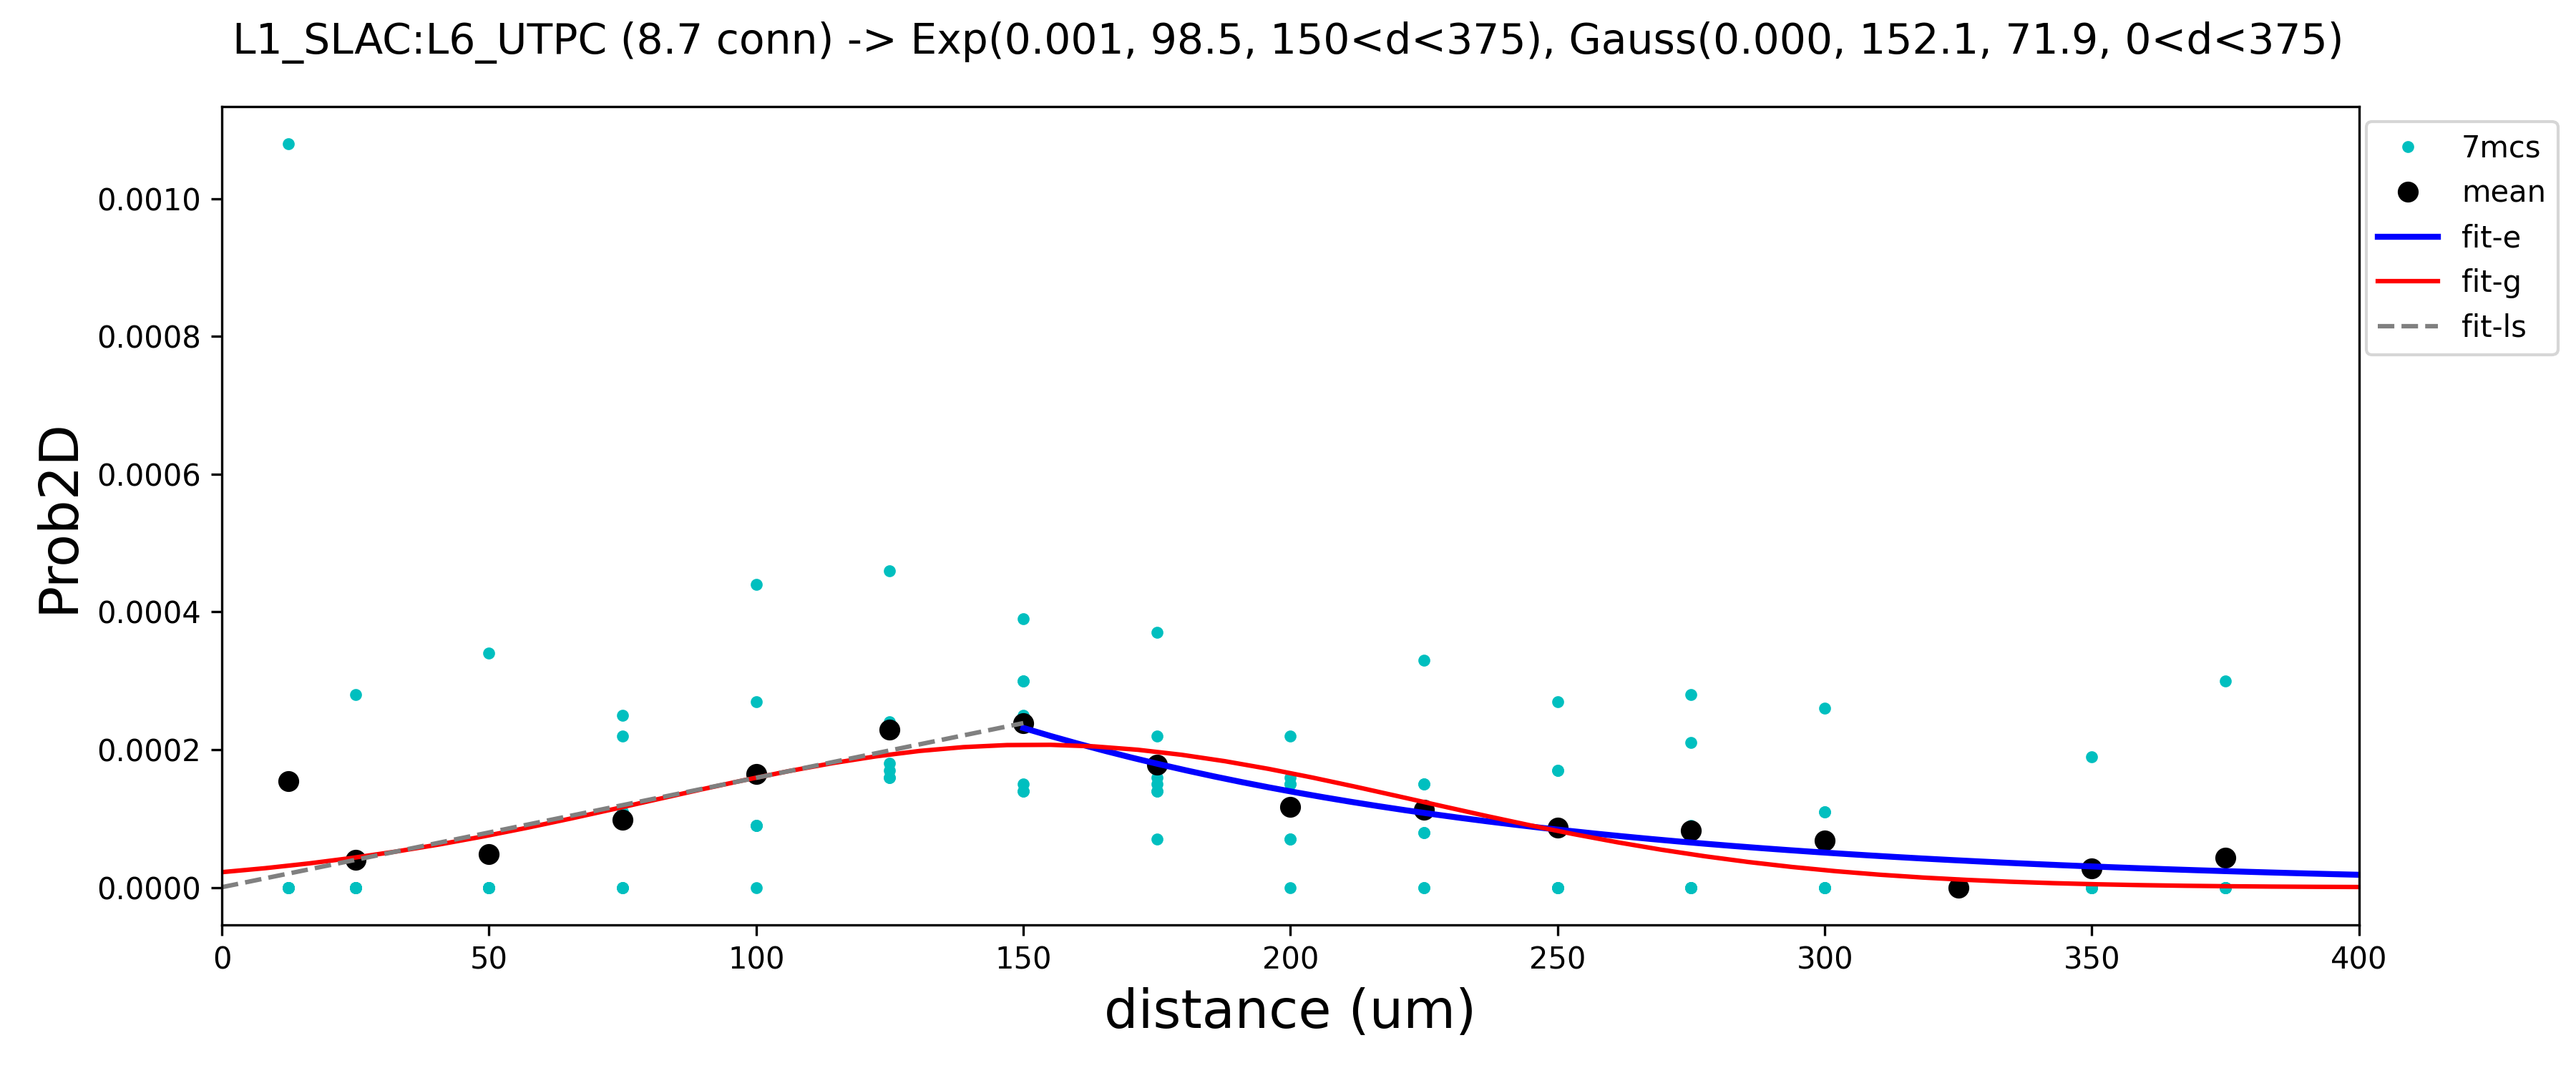 L1_SLAC:L6_UTPC (8.7 conn) -> Exp(0.001, 98.5, 150<d<375), Gauss(0.000, 152.1, 71.9, 0<d<375)
7mcs
mean
fit-e
fit-g
fit-ls
Prob2D
0.0010
0.0008
0.0006
0.0004
0.0002
0.0000
0 50 100 150 200 250 300 350 400
distance (um)